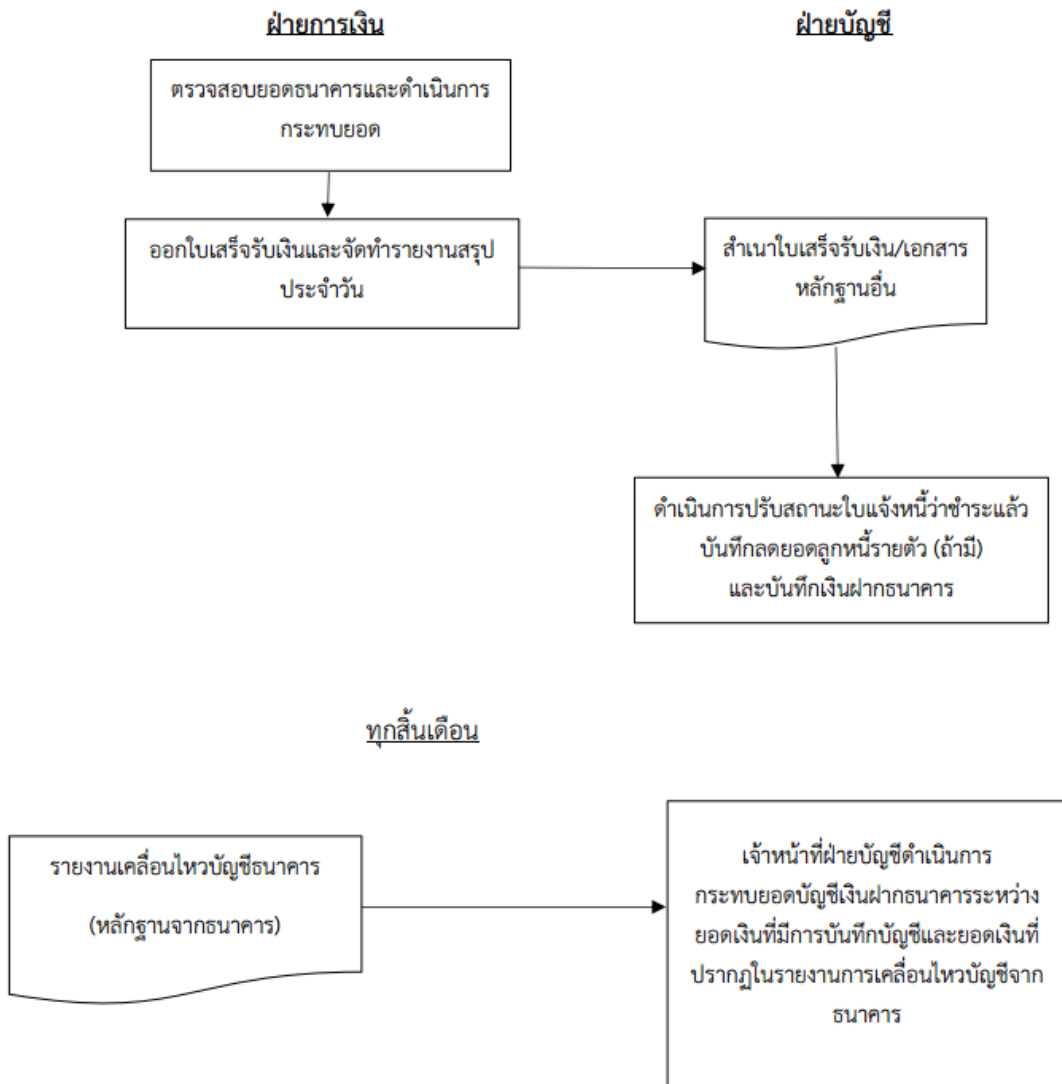 ฝ่ายการเงิน
ฝ่ายบัญชี
ตรวจสอบยอดธนาคารและดำเนินการ
กระทบยอด
ออกใบเสร็จรับเงินและจัดทำรายงานสรุป
ประจำวัน
สำเนาใบเสร็จรับเงิน/เอกสาร
หลักฐานอื่น
ดำเนินการปรับสถานะใบแจ้งหนี้ว่าชำระแล้ว
บันทึกลดยอดลูกหนี้รายตัว (ถ้ามี)
และบันทึกเงินฝากธนาคาร
ทุกสิ้นเดือน
รายงานเคลื่อนไหวบัญชีธนาคาร
(หลักฐานจากธนาคาร)
เจ้าหน้าที่ฝ่ายบัญชีดำเนินการ
กระทบยอดบัญชีเงินฝากธนาคารระหว่าง
ยอดเงินที่มีการบันทึกบัญชีและยอดเงินที่
ปรากฏในรายงานการเคลื่อนไหวบัญชีจาก
ธนาคาร